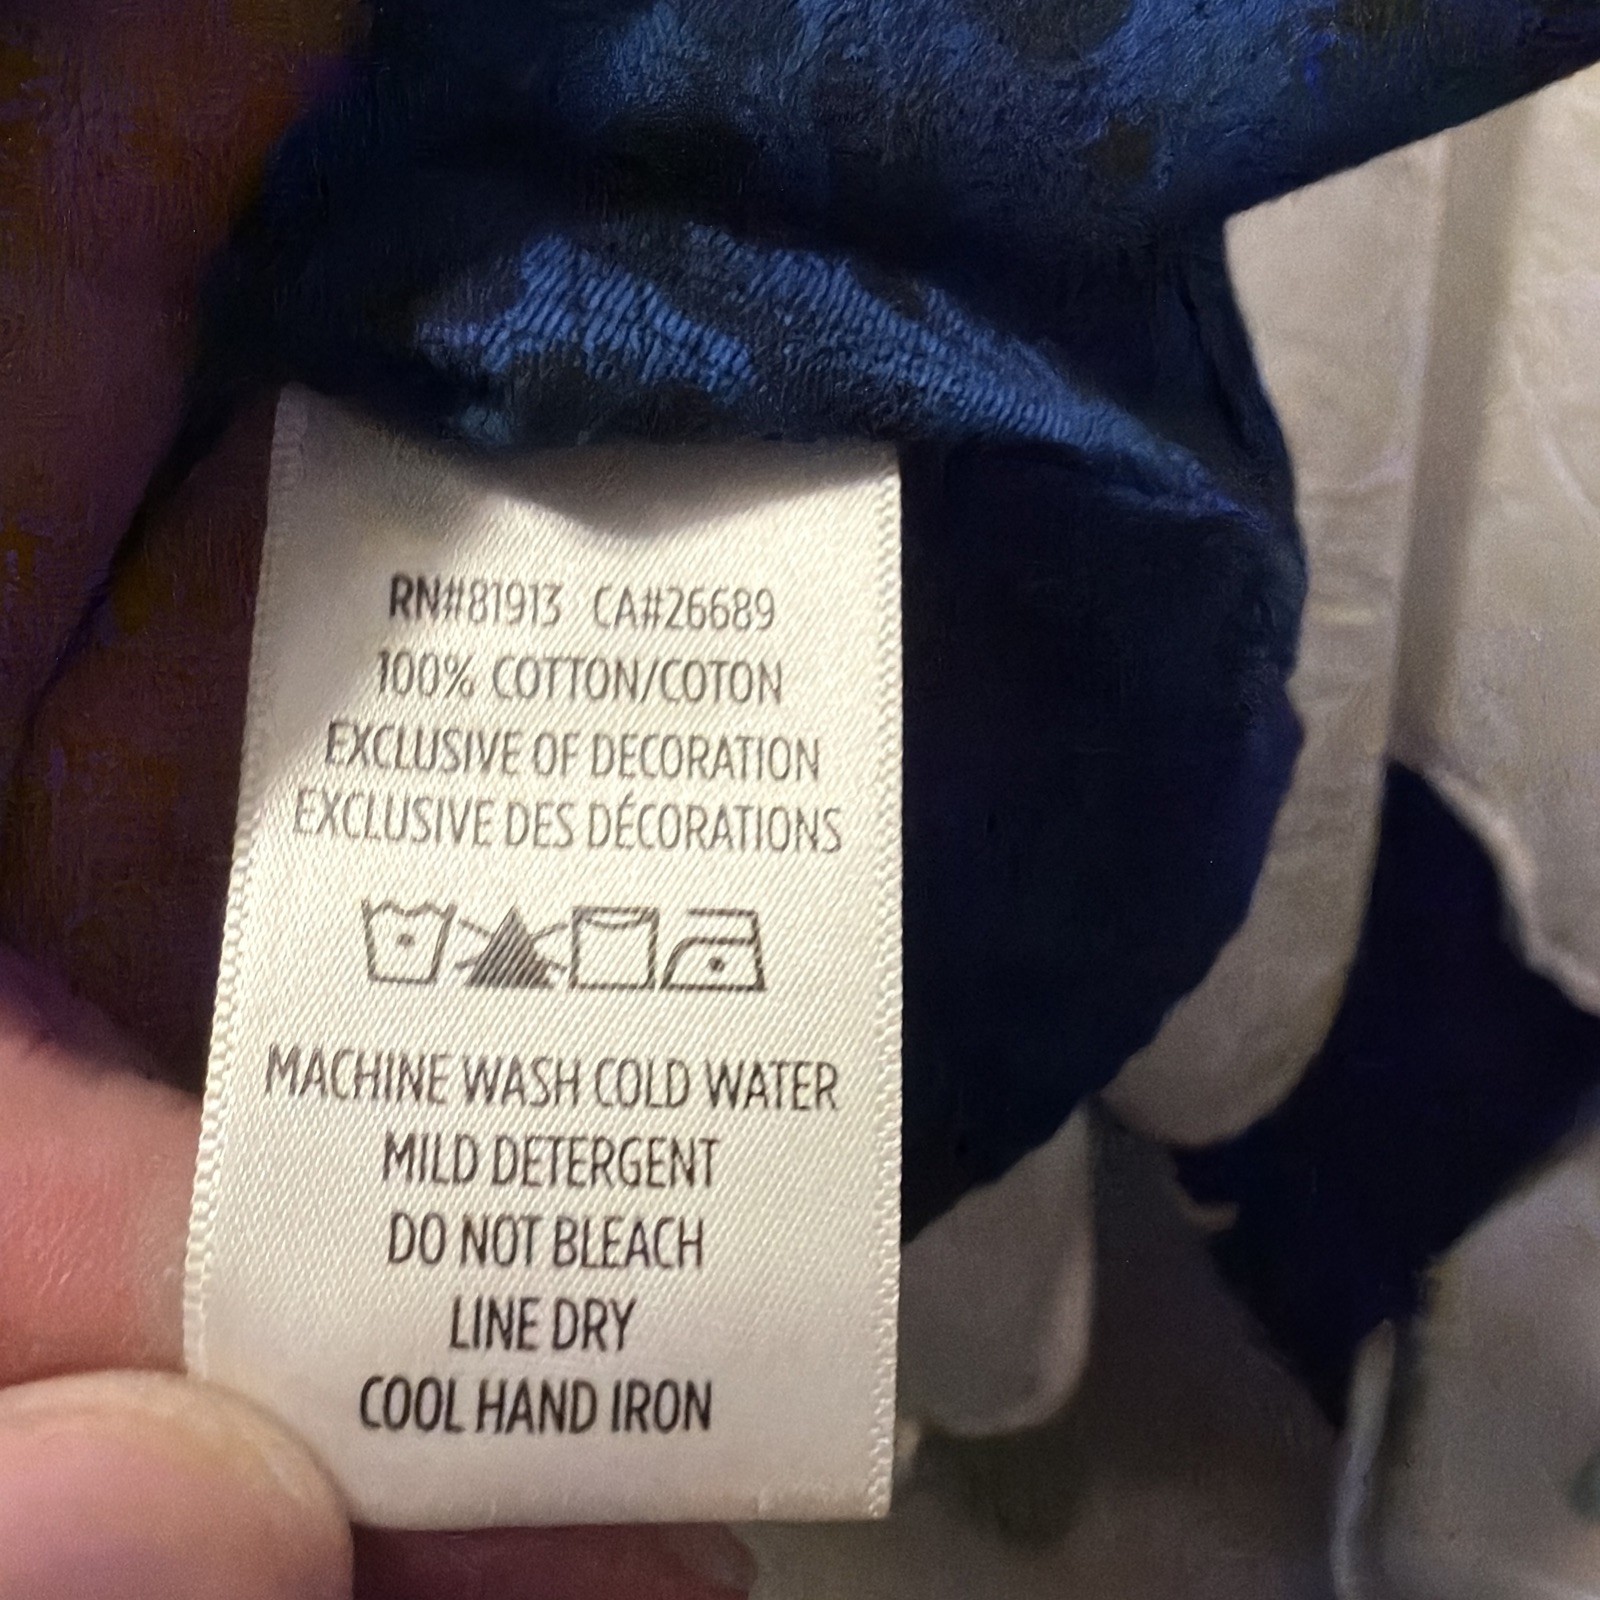 RN#81913 CA#26689
100% COTTON/COTON
EXCLUSIVE OF DECORATION
EXCLUSIVE DES DÉCORATIONS
MACHINE WASH COLD WATER
MILD DETERGENT
DO NOT BLEACH
LINE DRY
COOL HAND IRON